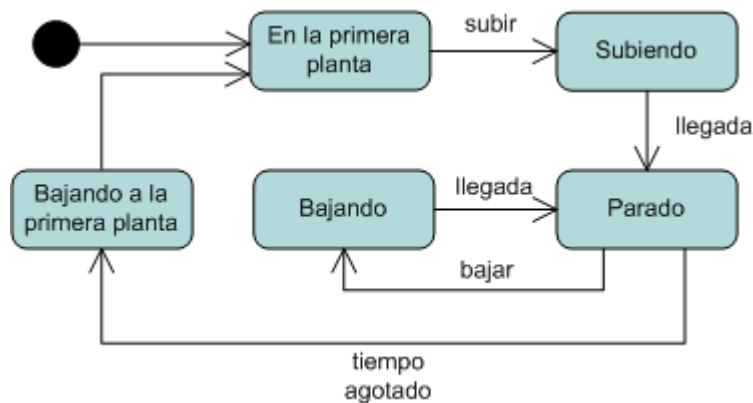 En la primera
planta
subir
Subiendo
llegada
Bajando a la
primera planta
Bajando
llegada
Parado
bajar
tiempo
agotado